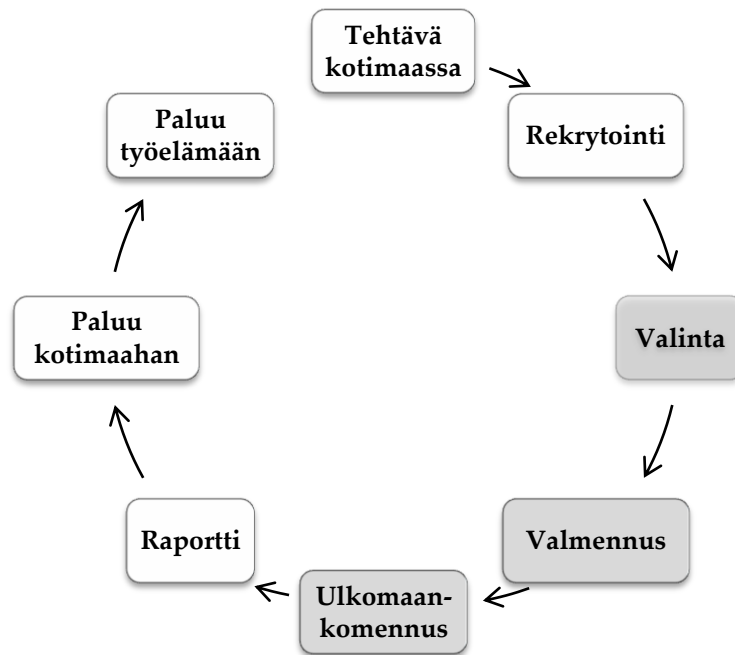 Tehtävä
kotimaassa
Rekrytointi
Valinta
Valmennus
Ulkomaan-
komennus
Raportti
Paluu
kotimaahan
Paluu
työelämään